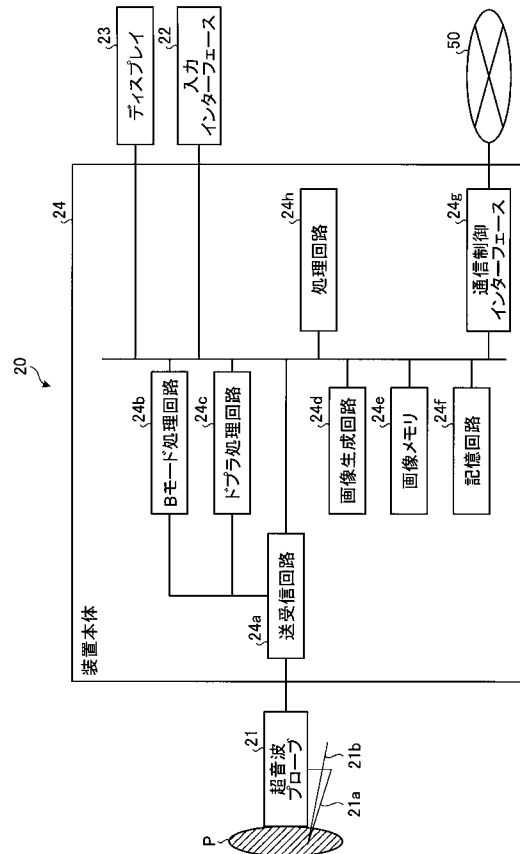 20
24
装置本体
P
21
超音波
プローブ
21a
21b
24a
送受信回路
24b
Bモード処理回路
24c
ドプラ処理回路
24d
画像生成回路
24e
画像メモリ
24f
記憶回路
24h
処理回路
24g
通信制御
インターフェース
23
ディスプレイ
22
入力
インターフェース
50